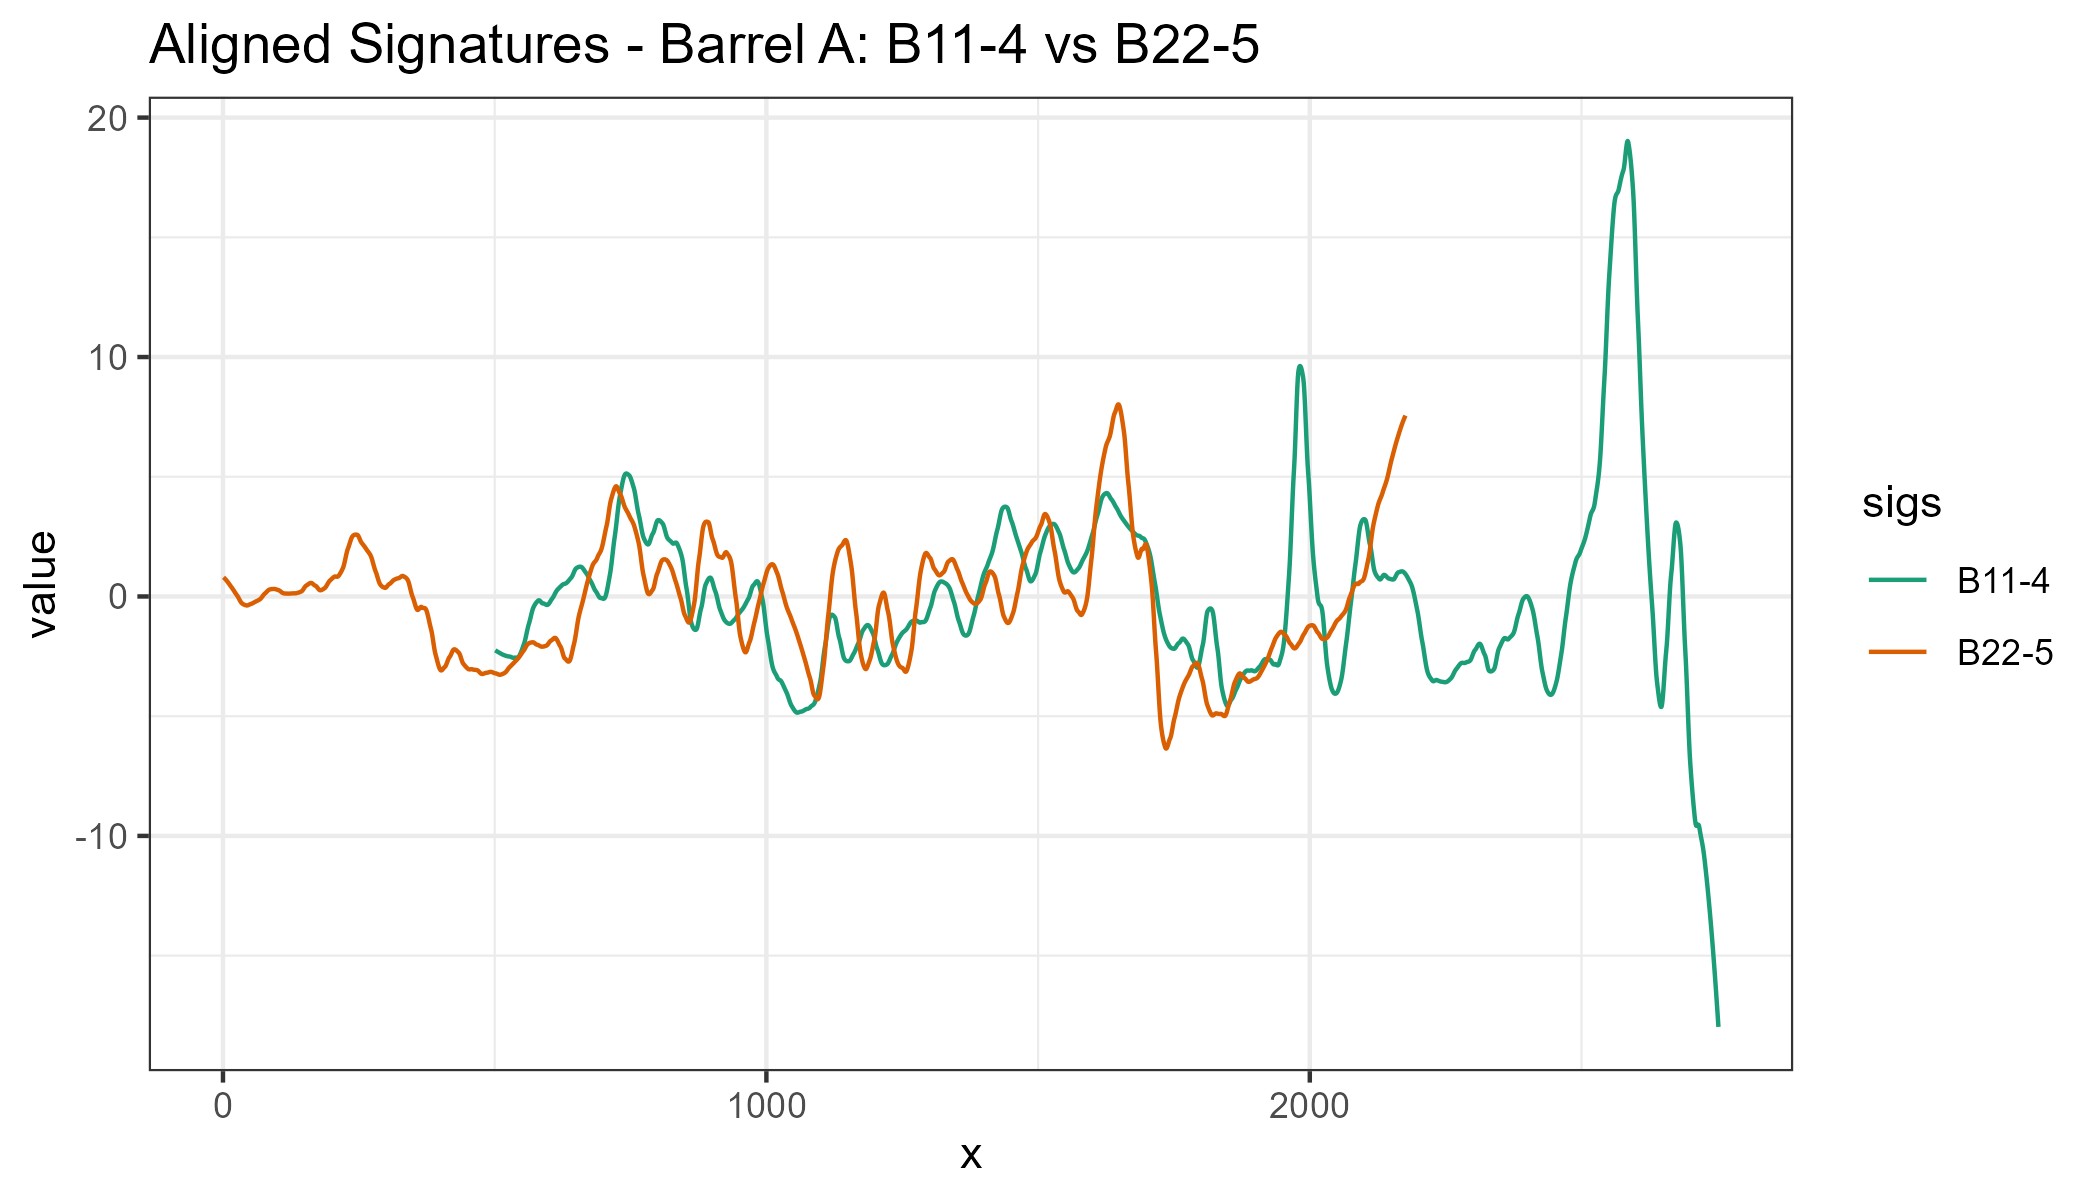 Aligned Signatures - Barrel A: B11-4 vs B22-5
20
10
0
-10
value
0 1000 2000
x
sigs
B11-4
B22-5